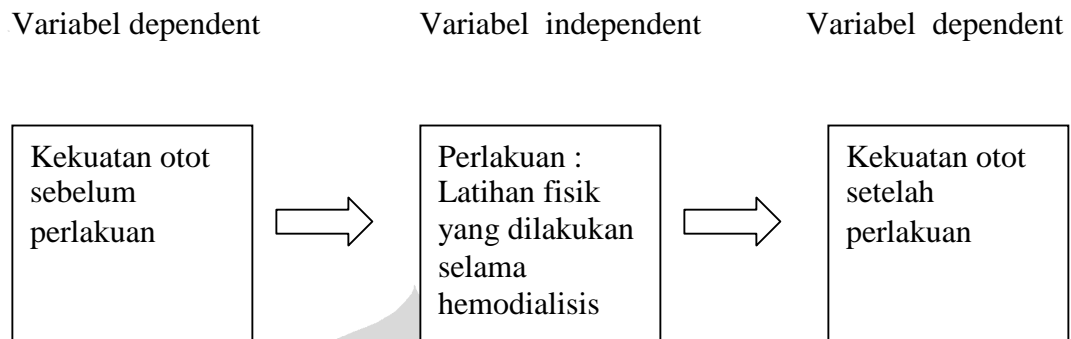 Variabel dependent
Variabel independent
Variabel dependent
Kekuatan otot
sebelum
perlakuan
Perlakuan :
Latihan fisik
yang dilakukan
selama
hemodialisis
Kekuatan otot
setelah
perlakuan